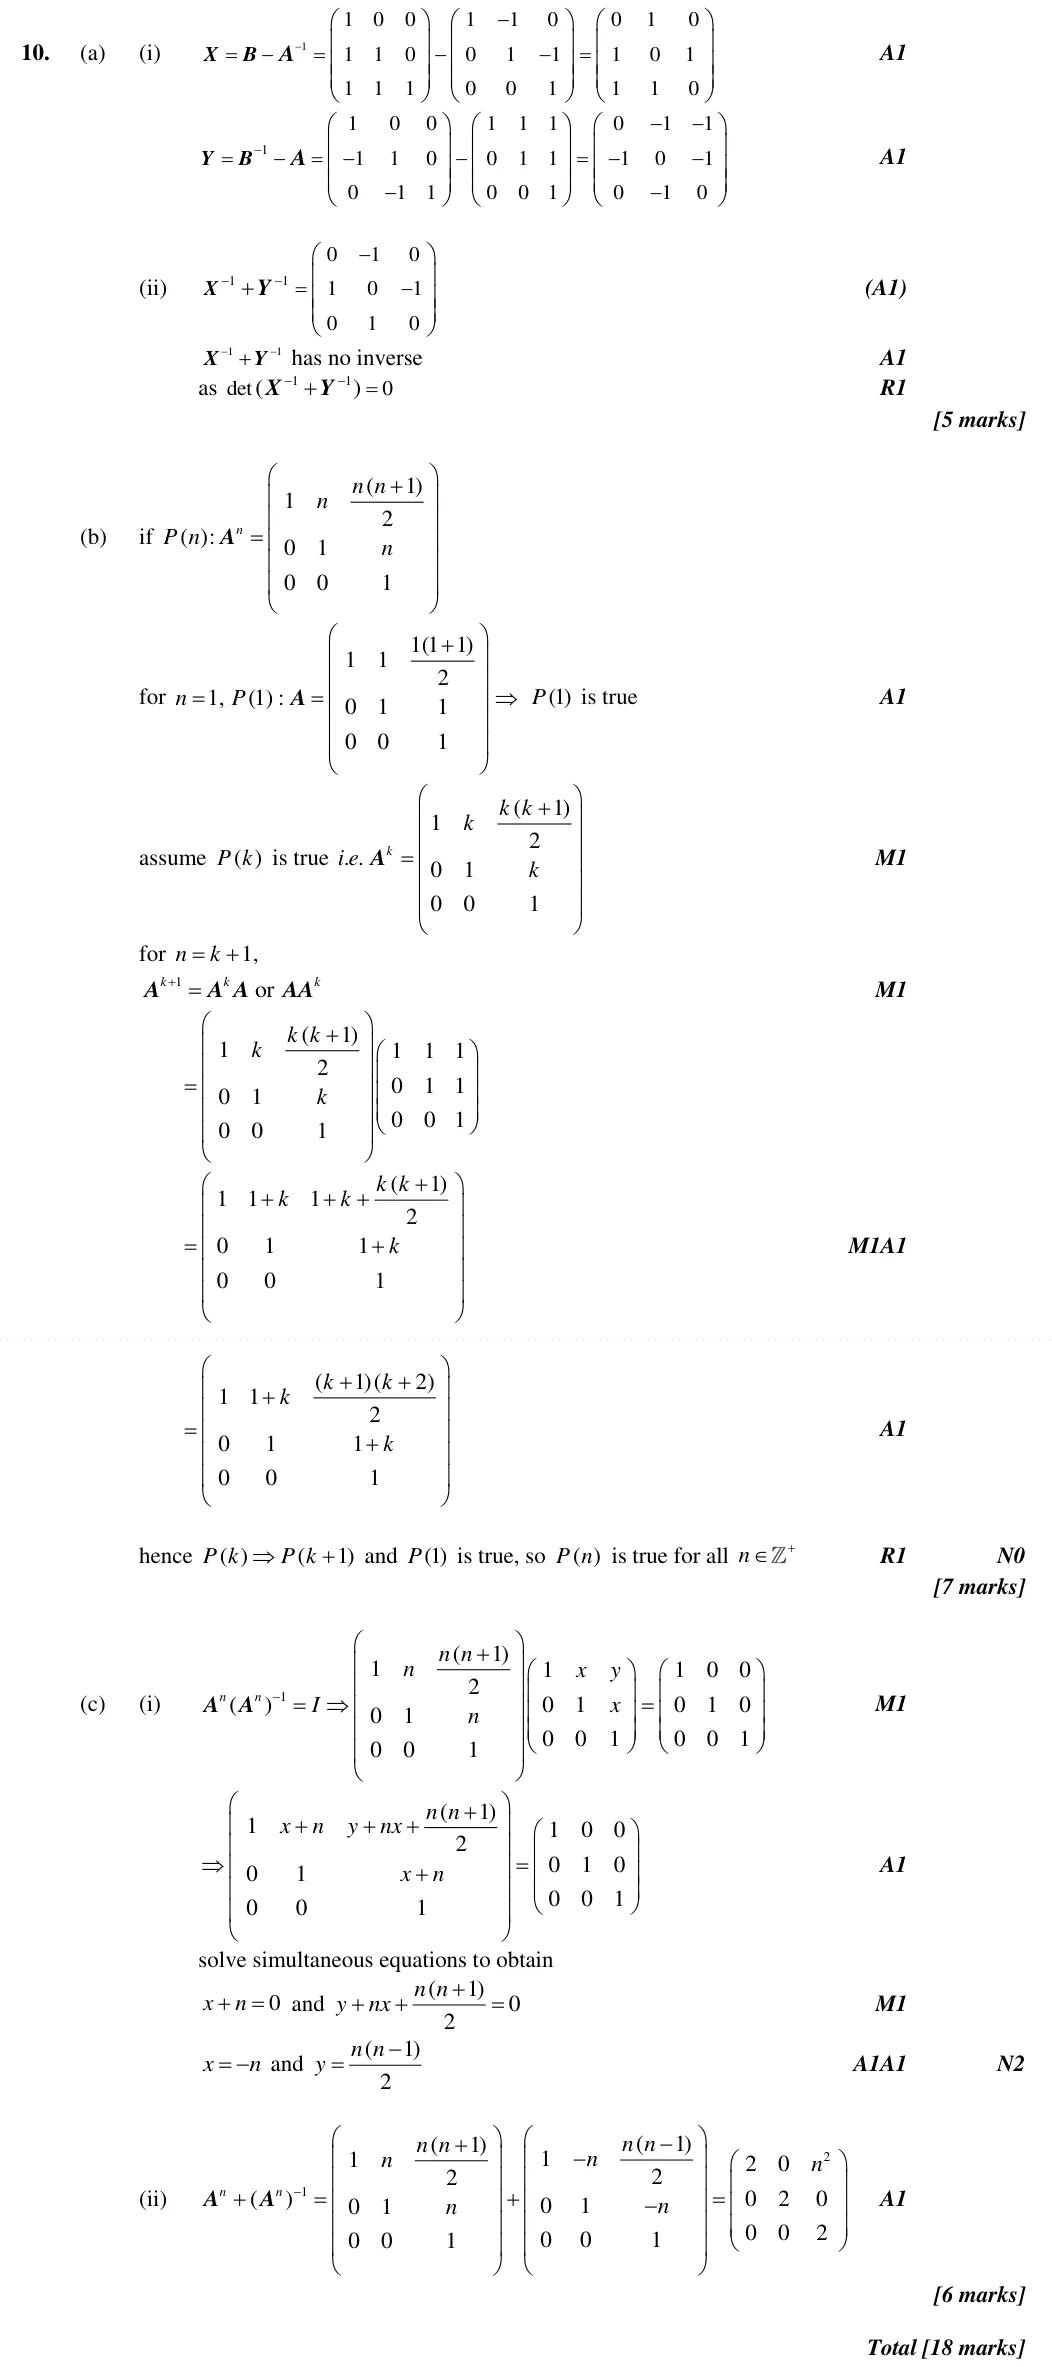 10. (a) (i) X = B − A⁻¹ = (1 0 0; 1 1 0; 1 1 1) − (1 −1 0; 0 1 −1; 0 0 1) = (0 1 0; 1 0 1; 1 1 0) A1
Y = B⁻¹ − A = (1 0 0; −1 1 0; 0 −1 1) − (1 1 1; 0 1 1; 0 0 1) = (0 −1 −1; −1 0 −1; 0 −1 0) A1
(ii) X⁻¹ + Y⁻¹ = (0 −1 0; 1 0 −1; 0 1 0) (A1)
X⁻¹ + Y⁻¹ has no inverse A1
as det (X⁻¹ + Y⁻¹) = 0 R1
[5 marks]
(b) if P(n): Aⁿ = (1 n n(n+1)/2; 0 1 n; 0 0 1)
for n = 1, P(1) : A = (1 1 1(1+1)/2; 0 1 1; 0 0 1) ⇒ P(1) is true A1
assume P(k) is true i.e. Aᵏ = (1 k k(k+1)/2; 0 1 k; 0 0 1) M1
for n = k + 1,
Aᵏ⁺¹ = AᵏA or AAᵏ M1
= (1 k k(k+1)/2; 0 1 k; 0 0 1)(1 1 1; 0 1 1; 0 0 1)
= (1 1+k 1+k+k(k+1)/2; 0 1 1+k; 0 0 1) M1A1
= (1 1+k (k+1)(k+2)/2; 0 1 1+k; 0 0 1) A1
hence P(k) ⇒ P(k + 1) and P(1) is true, so P(n) is true for all n ∈ ℤ⁺ R1 N0
[7 marks]
(c) (i) Aⁿ(Aⁿ)⁻¹ = I ⇒ (1 n n(n+1)/2; 0 1 n; 0 0 1)(1 x y; 0 1 x; 0 0 1) = (1 0 0; 0 1 0; 0 0 1) M1
⇒ (1 x+n y+nx+n(n+1)/2; 0 1 x+n; 0 0 1) = (1 0 0; 0 1 0; 0 0 1) A1
solve simultaneous equations to obtain
x + n = 0 and y + nx + n(n+1)/2 = 0 M1
x = −n and y = n(n−1)/2 A1A1 N2
(ii) Aⁿ + (Aⁿ)⁻¹ = (1 n n(n+1)/2; 0 1 n; 0 0 1) + (1 −n n(n−1)/2; 0 1 −n; 0 0 1) = (2 0 n²; 0 2 0; 0 0 2) A1
[6 marks]
Total [18 marks]